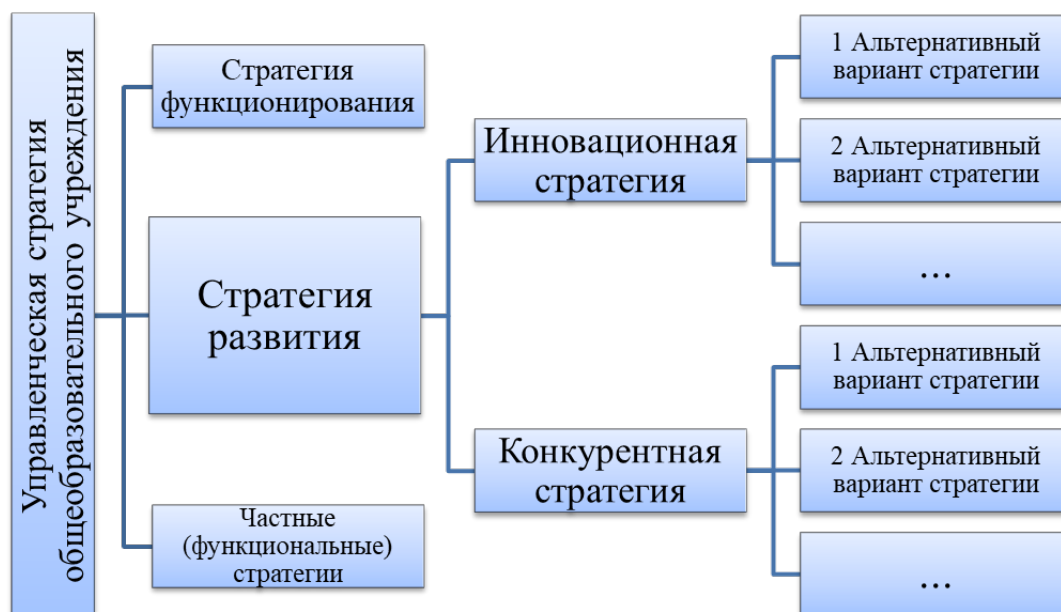 Управленческая стратегия
общеобразовательного учреждения
Стратегия
функционирования
Стратегия
развития
Частные
(функциональные)
стратегии
Инновационная
стратегия
Конкурентная
стратегия
1 Альтернативный
вариант стратегии
2 Альтернативный
вариант стратегии
...
1 Альтернативный
вариант стратегии
2 Альтернативный
вариант стратегии
...